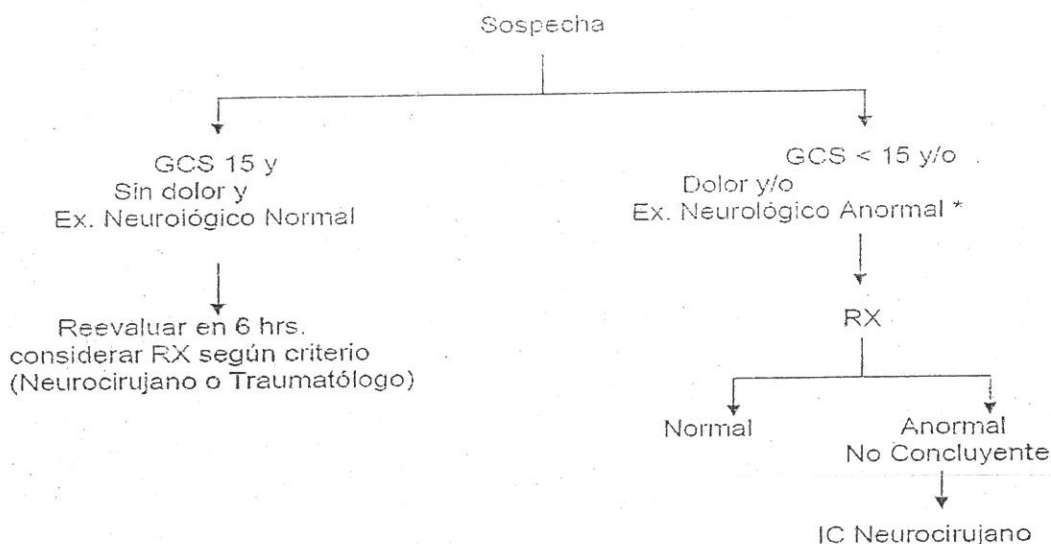 Sospecha
GCS 15 y
Sin dolor y
Ex. Neurológico Normal
Reevaluar en 6 hrs.
considerar RX según criterio
(Neurocirujano o Traumatólogo)
GCS < 15 y/o
Dolor y/o
Ex. Neurológico Anormal *
RX
Normal
Anormal
No Concluyente
IC Neurocirujano